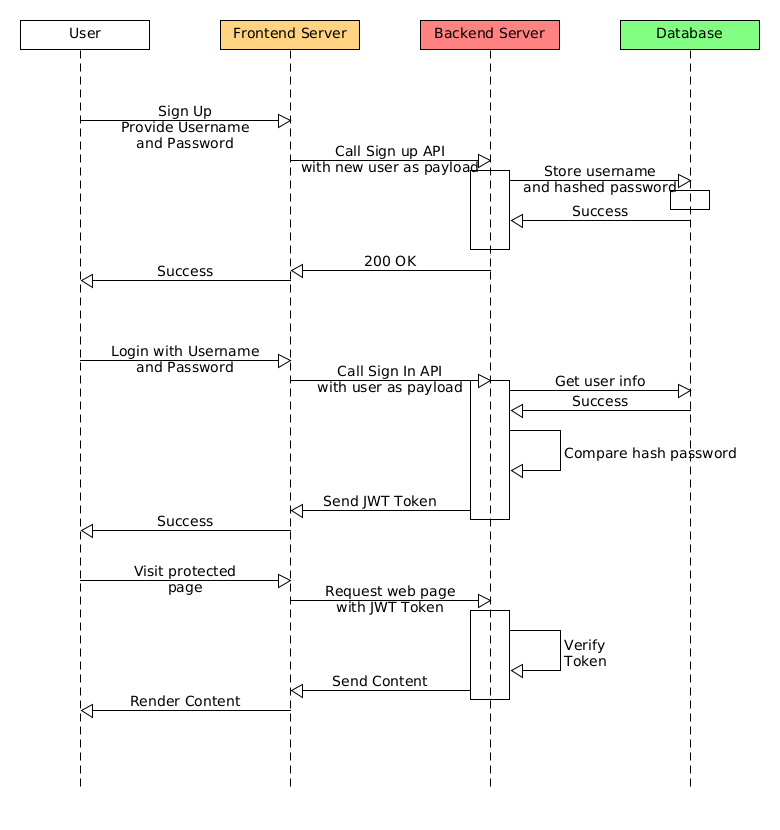 User
Frontend Server
Backend Server
Database
Sign Up
Provide Username
and Password
Call Sign up API
with new user as payload
Store username
and hashed password
Success
200 OK
Success
Login with Username
and Password
Call Sign In API
with user as payload
Get user info
Success
Compare hash password
Send JWT Token
Success
Visit protected
page
Request web page
with JWT Token
Verify
Token
Send Content
Render Content